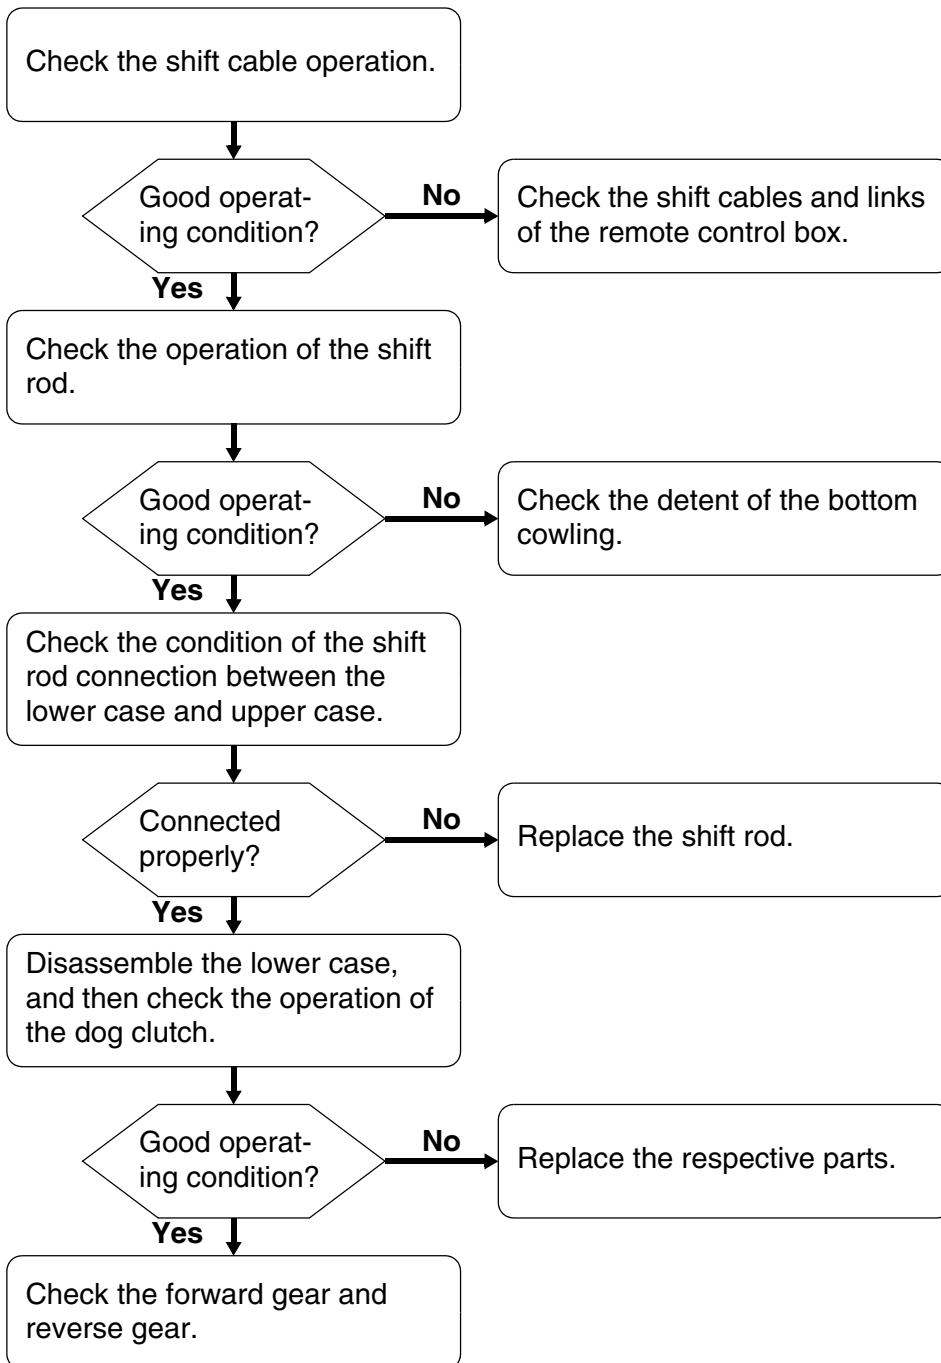 Check the shift cable operation.
Good operat-
ing condition?
No
Check the shift cables and links
of the remote control box.
Yes
Check the operation of the shift
rod.
Good operat-
ing condition?
No
Check the detent of the bottom
cowling.
Yes
Check the condition of the shift
rod connection between the
lower case and upper case.
Connected
properly?
No
Replace the shift rod.
Yes
Disassemble the lower case,
and then check the operation of
the dog clutch.
Good operat-
ing condition?
No
Replace the respective parts.
Yes
Check the forward gear and
reverse gear.